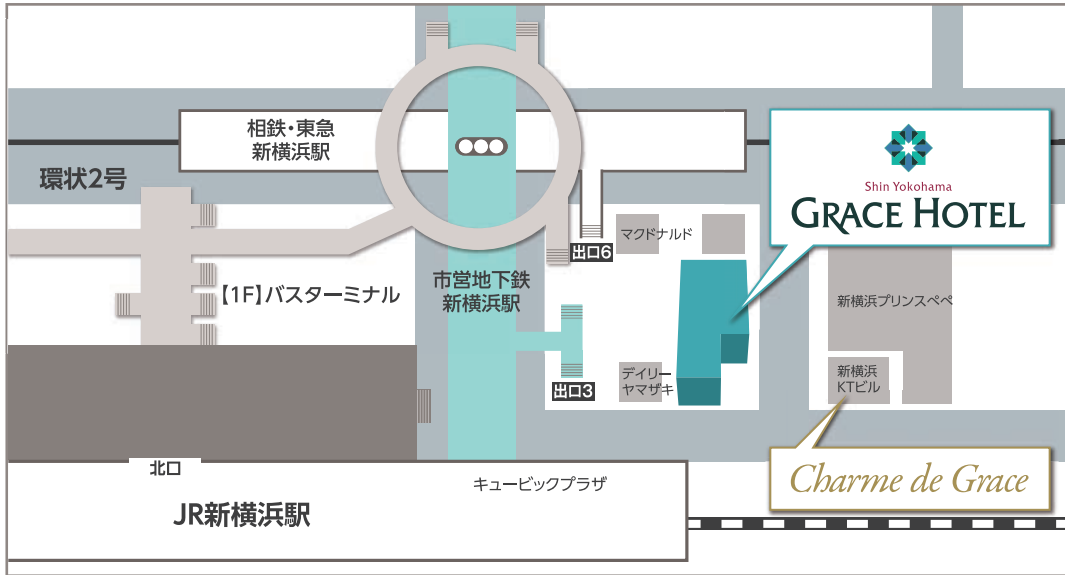 相鉄・東急
新横浜駅
環状2号
Shin Yokohama
GRACE HOTEL
マクドナルド
出口6
【1F】バスターミナル
市営地下鉄
新横浜駅
新横浜プリンスペペ
デイリー
ヤマザキ
出口3
新横浜
KTビル
北口
キュービックプラザ
Charme de Grace
JR新横浜駅